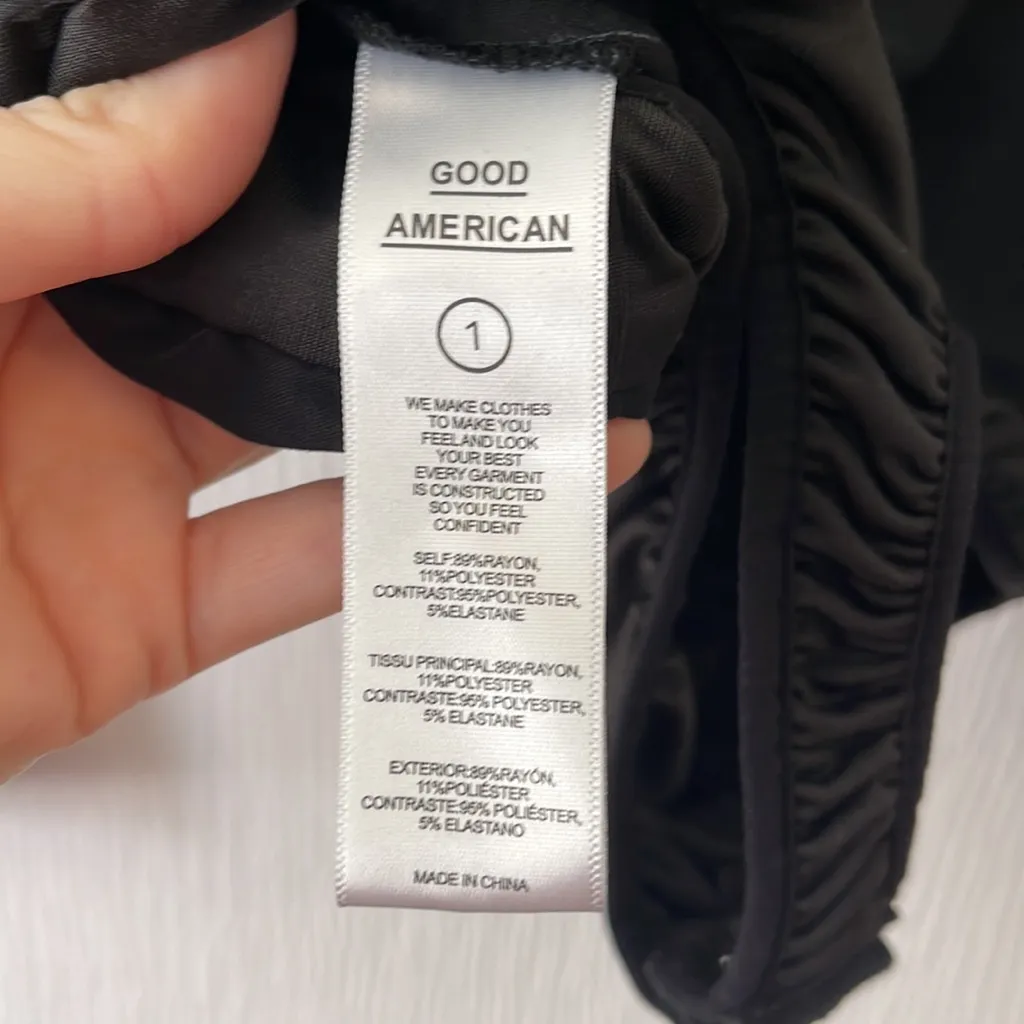 GOOD
AMERICAN
1
WE MAKE CLOTHES
TO MAKE YOU
FEEL AND LOOK
YOUR BEST
EVERY GARMENT
IS CONSTRUCTED
SO YOU FEEL
CONFIDENT
SELF:89%RAYON,
11%POLYESTER
CONTRAST:95%POLYESTER,
5%ELASTANE
TISSU PRINCIPAL:89%RAYON,
11%POLYESTER
CONTRASTE:95% POLYESTER,
5% ELASTANE
EXTERIOR:89%RAYÓN,
11%POLIÉSTER
CONTRASTE:95% POLIÉSTER,
5% ELASTANO
MADE IN CHINA